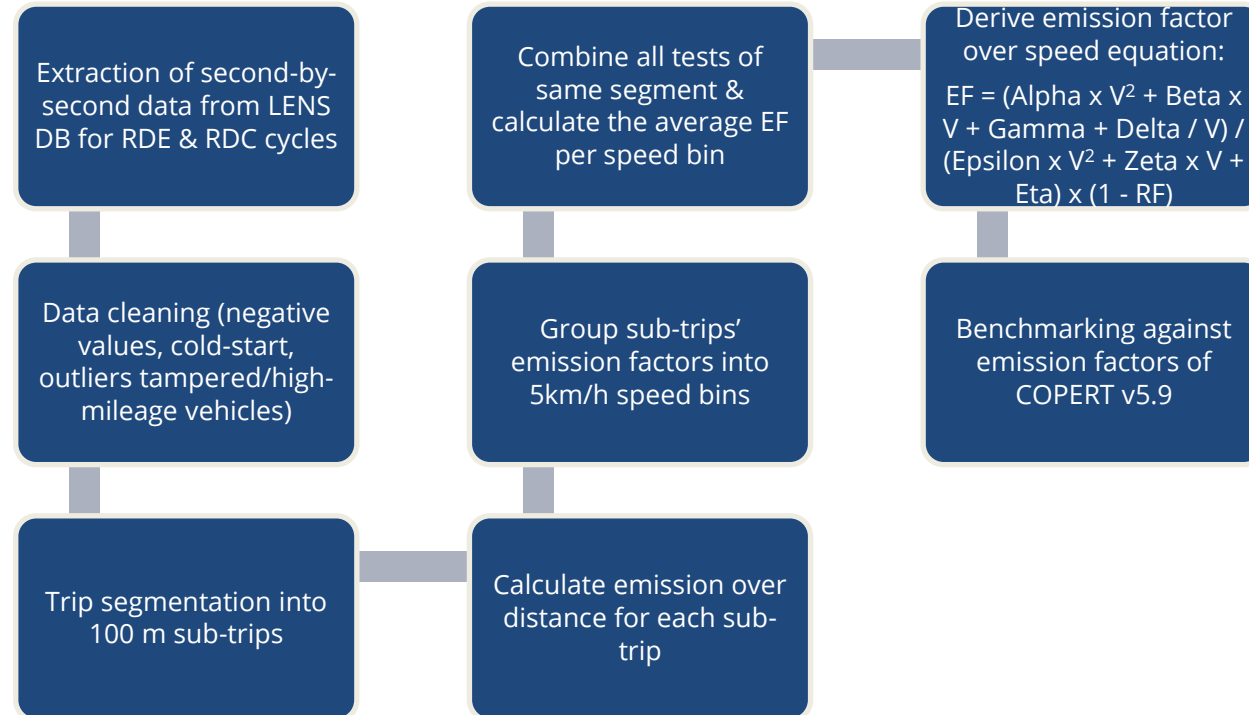 Extraction of second-by-
second data from LENS
DB for RDE & RDC cycles
Data cleaning (negative
values, cold-start,
outliers tampered/high-
mileage vehicles)
Trip segmentation into
100 m sub-trips
Calculate emission over
distance for each sub-
trip
Group sub-trips’
emission factors into
5km/h speed bins
Combine all tests of
same segment &
calculate the average EF
per speed bin
Derive emission factor
over speed equation:
EF = (Alpha x V² + Beta x
V + Gamma + Delta / V) /
(Epsilon x V² + Zeta x V +
Eta) x (1 - RF)
Benchmarking against
emission factors of
COPERT v5.9